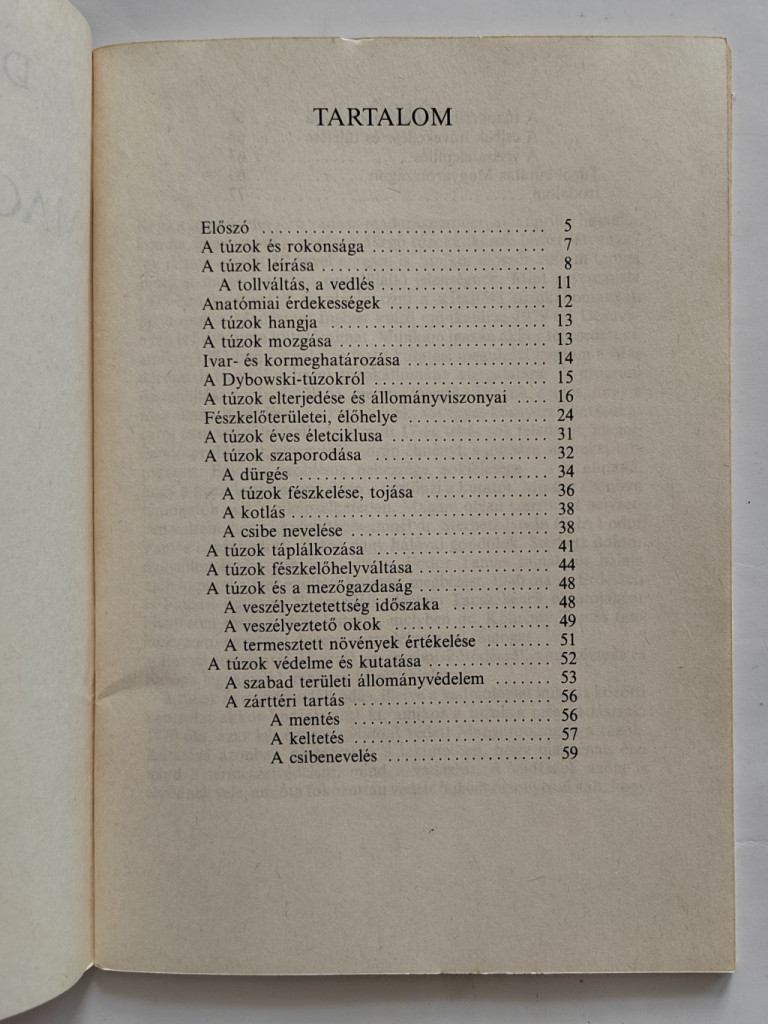 TARTALOM
Előszó .................................. 5
A túzok és rokonsága ..................... 7
A túzok leírása ........................... 8
A tollváltás, a vedlés .................... 11
Anatómiai érdekességek ................... 12
A túzok hangja .......................... 13
A túzok mozgása ......................... 13
Ivar- és kormeghatározása ................. 14
A Dybowski-túzokról ..................... 15
A túzok elterjedése és állományviszonyai .... 16
Fészkelőterületei, élőhelye ................. 24
A túzok éves életciklusa ................... 31
A túzok szaporodása ..................... 32
A dürgés .............................. 34
A túzok fészkelése, tojása ............... 36
A kotlás ............................... 38
A csibe nevelése ......................... 38
A túzok táplálkozása ...................... 41
A túzok fészkelőhelyváltása ................ 44
A túzok és a mezőgazdaság ................ 48
A veszélyeztetettség időszaka ............ 48
A veszélyeztető okok .................... 49
A termesztett növények értékelése ........ 51
A túzok védelme és kutatása ............... 52
A szabad területi állományvédelem ....... 53
A zárttéri tartás ......................... 56
A mentés ........................ 56
A keltetés ........................ 57
A csibenevelés .................... 59